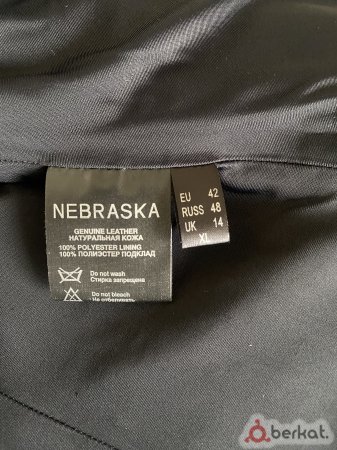 NEBRASKA
GENUINE LEATHER
НАТУРАЛЬНАЯ КОЖА
100% POLYESTER LINING
100% ПОЛИЭСТЕР ПОДКЛАД
Do not wash
Стирка запрещена
Do not bleach
Не отбеливать
EU 42
RUSS 48
UK 14
XL
berkat.